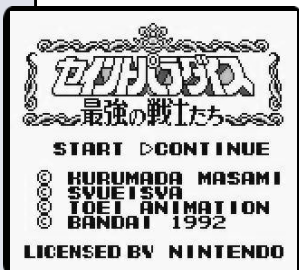 セイントパラダイス
最強の戦士たち
START ▷CONTINUE
© KURUMADA MASAMI
© SYUEISYA
© TOEI ANIMATION
© BANDAI 1992
LICENSED BY NINTENDO